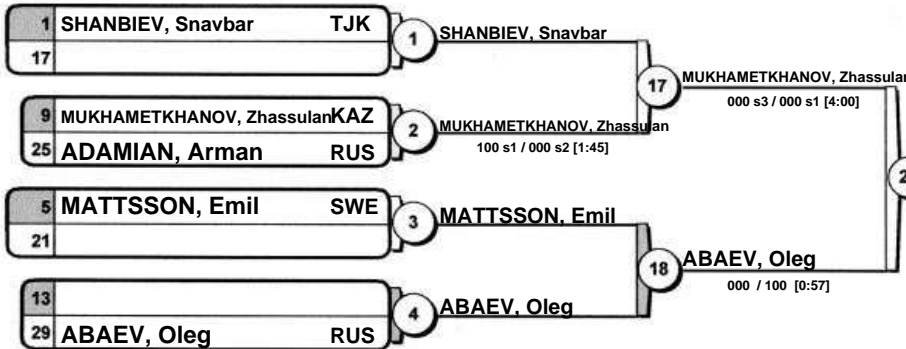 1 SHANBIEV, Snavbar TJK
17
1
SHANBIEV, Snavbar
9 MUKHAMETKHANOV, Zhassulan KAZ
25 ADAMIAN, Arman RUS
2
MUKHAMETKHANOV, Zhassulan
100 s1 / 000 s2 [1:45]
17
MUKHAMETKHANOV, Zhassulan
000 s3 / 000 s1 [4:00]
5 MATTSSON, Emil SWE
21
3
MATTSSON, Emil
13
29 ABAEV, Oleg RUS
4
ABAEV, Oleg
18
ABAEV, Oleg
000 / 100 [0:57]